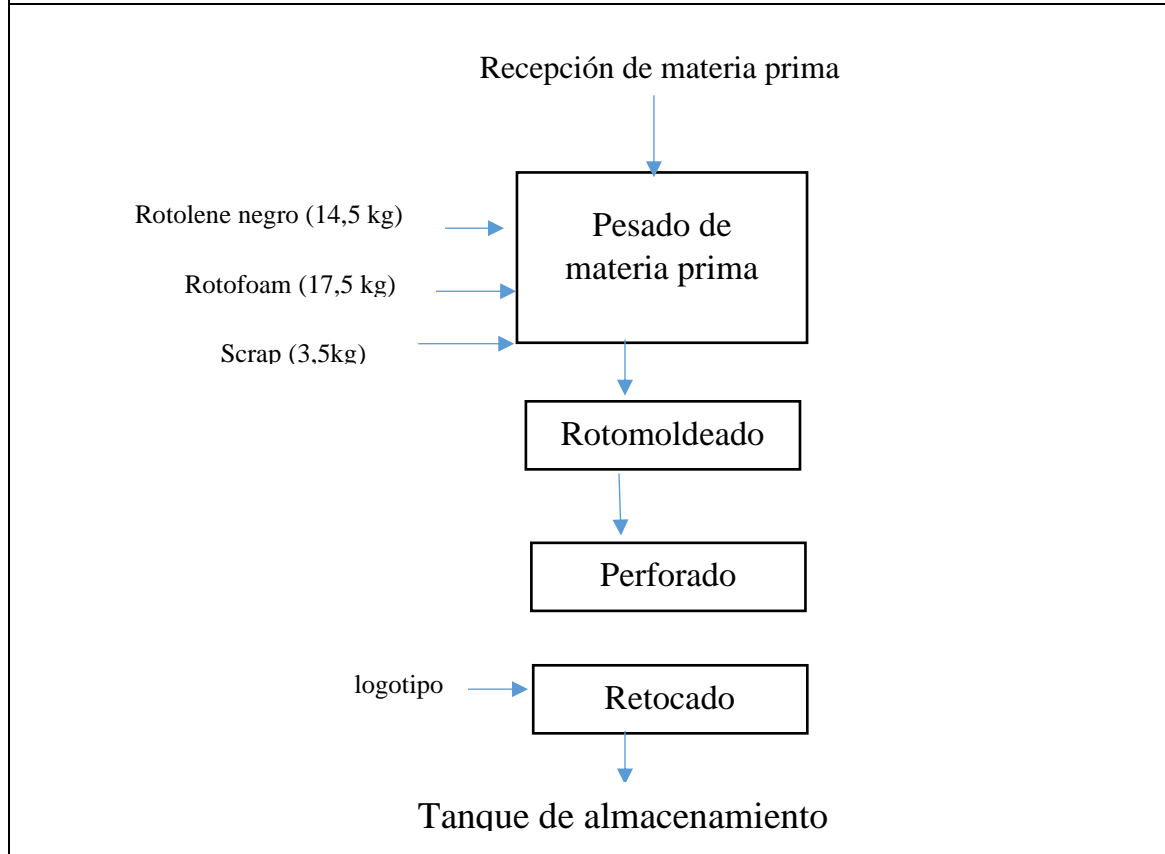 Recepción de materia prima
Rotolene negro (14,5 kg)
Pesado de
materia prima
Rotofoam (17,5 kg)
Scrap (3,5kg)
Rotomoldeado
Perforado
logotipo
Retocado
Tanque de almacenamiento